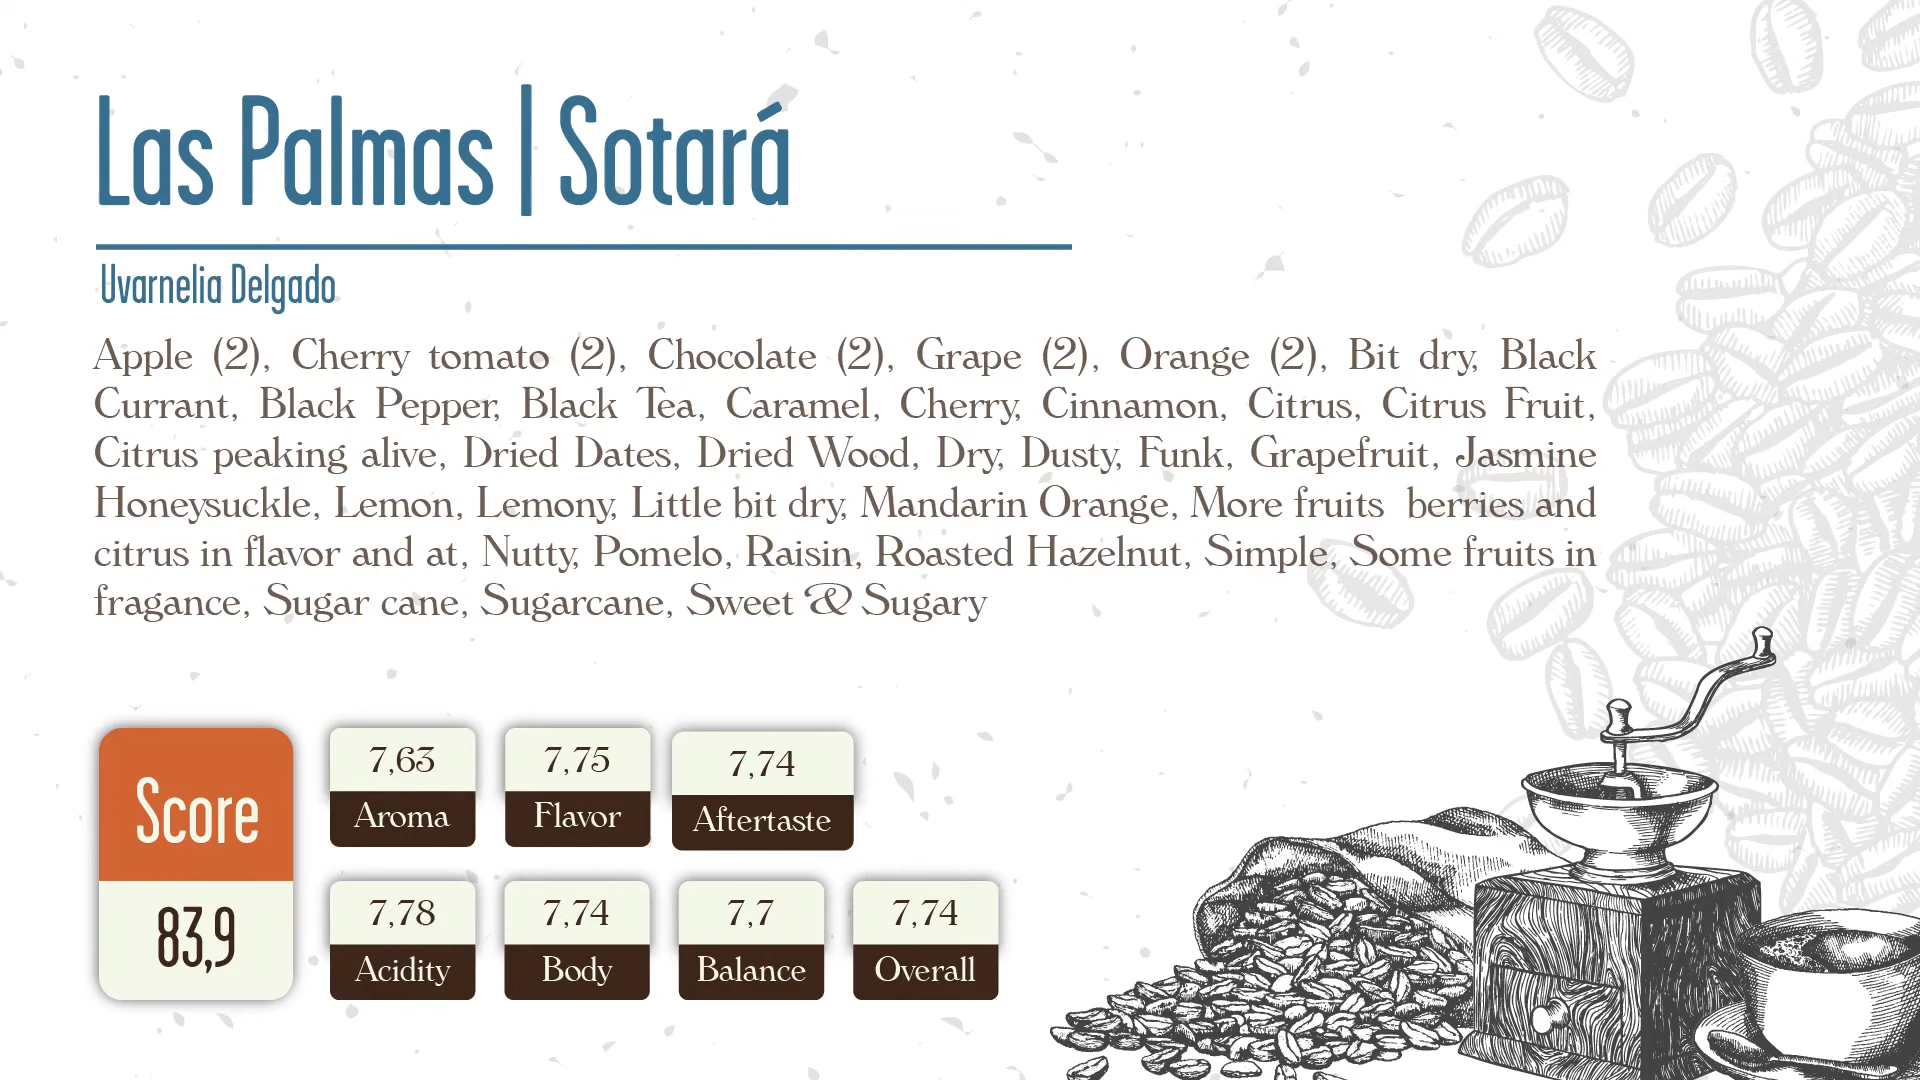 Las Palmas | Sotará
Uvarnelia Delgado
Apple (2), Cherry tomato (2), Chocolate (2), Grape (2), Orange (2), Bit dry, Black
Currant, Black Pepper, Black Tea, Caramel, Cherry, Cinnamon, Citrus, Citrus Fruit,
Citrus peaking alive, Dried Dates, Dried Wood, Dry, Dusty, Funk, Grapefruit, Jasmine
Honeysuckle, Lemon, Lemony, Little bit dry, Mandarin Orange, More fruits berries and
citrus in flavor and at, Nutty, Pomelo, Raisin, Roasted Hazelnut, Simple, Some fruits in
fragance, Sugar cane, Sugarcane, Sweet & Sugary
Score
83,9
7,63
Aroma
7,75
Flavor
7,74
Aftertaste
7,78
Acidity
7,74
Body
7,7
Balance
7,74
Overall